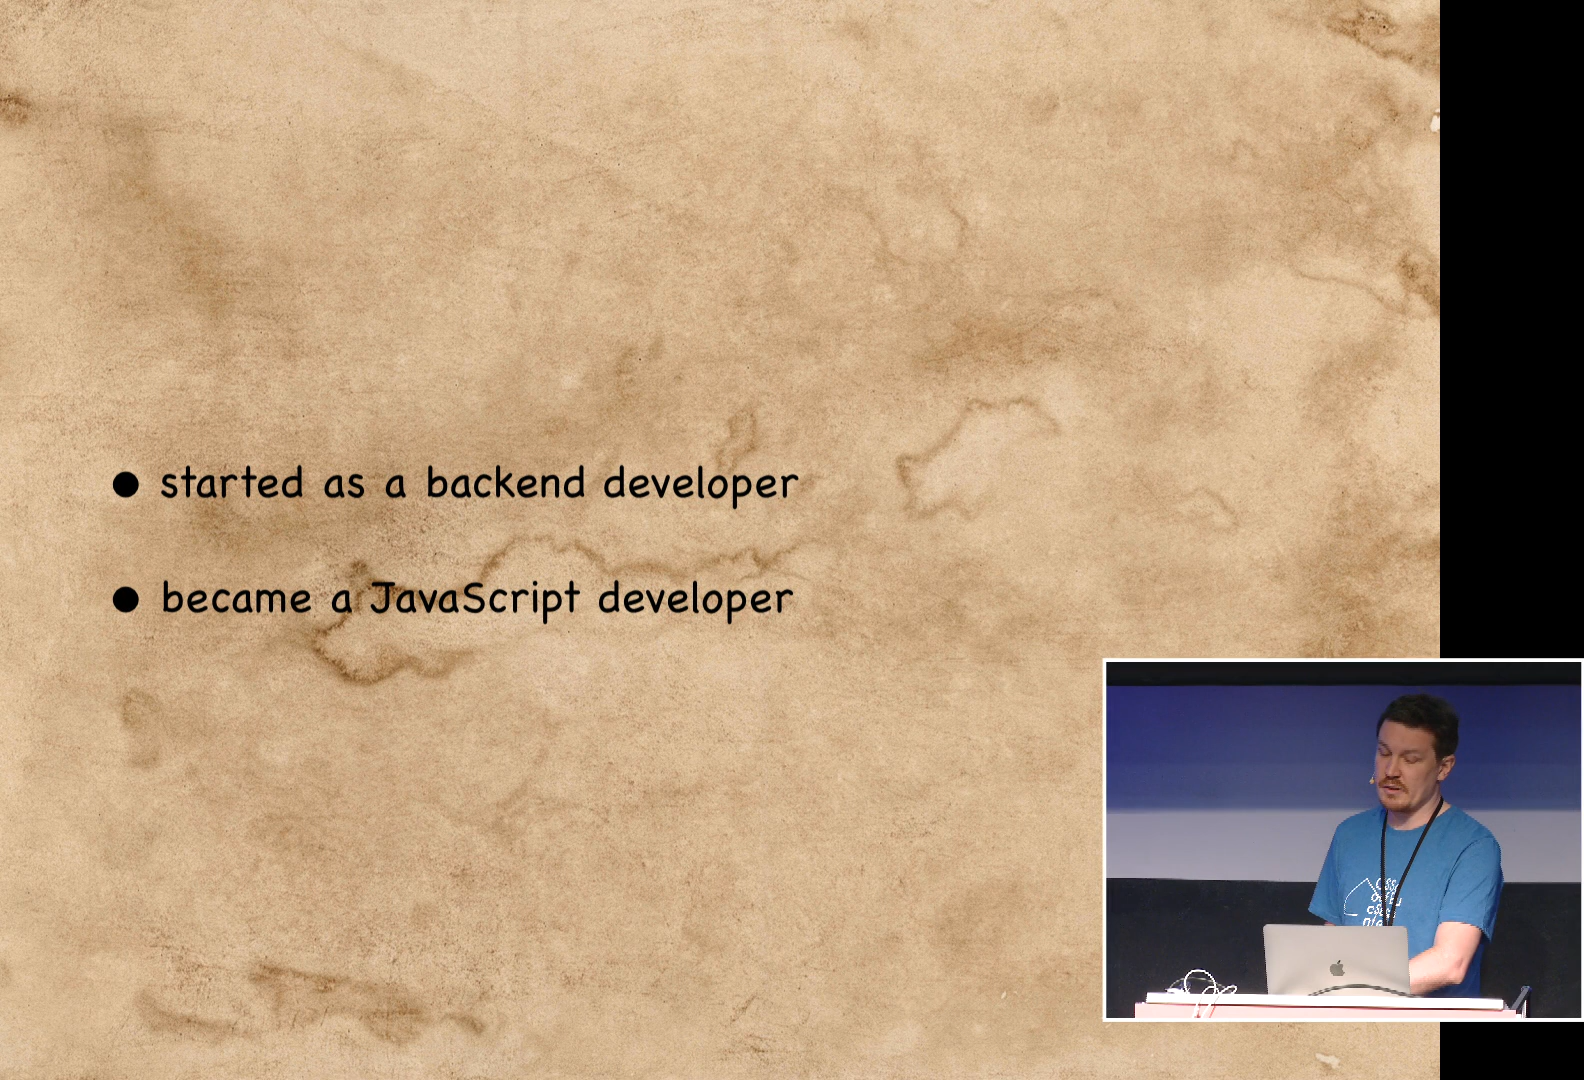 ● started as a backend developer
● became a JavaScript developer